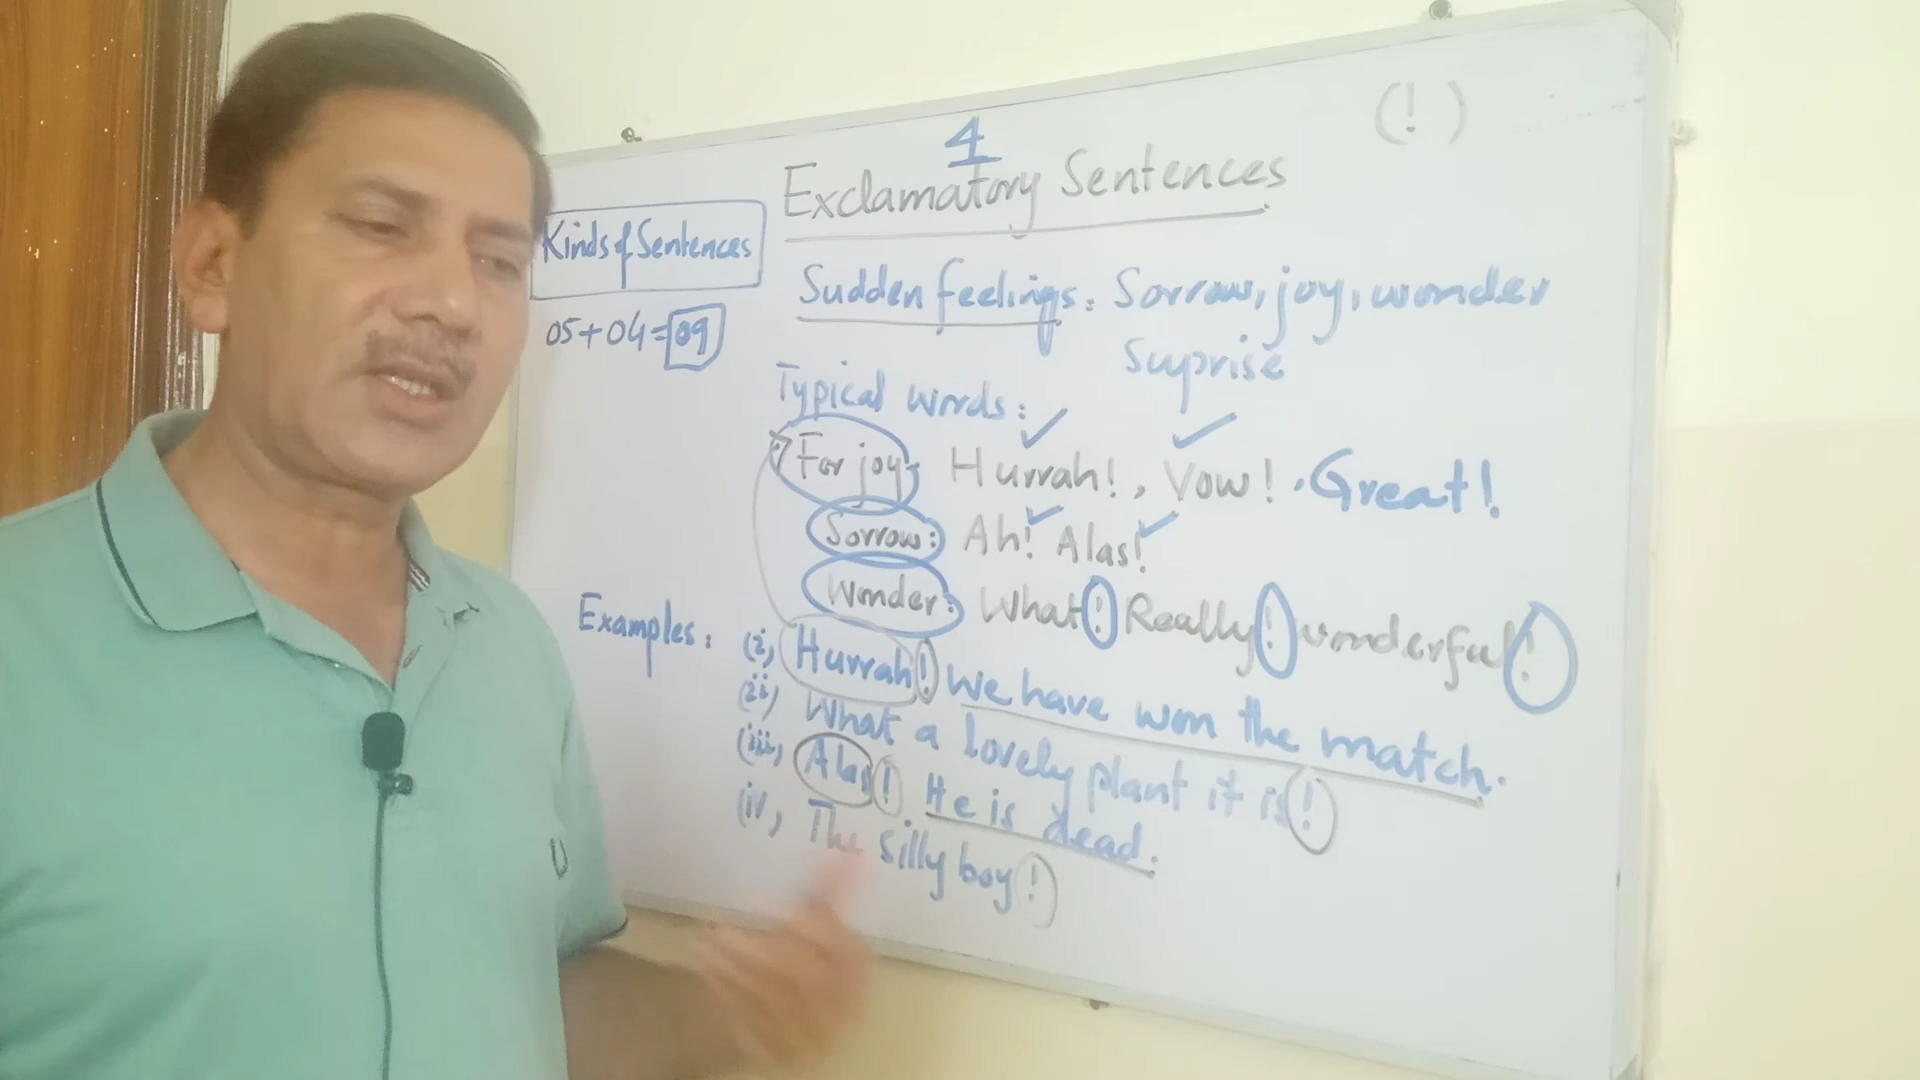 (!)
4
Exclamatory Sentences
Kinds of Sentences
05+04=09
Sudden feelings: Sorrow, joy, wonder
Suprise
Typical words:
For joy- Hurrah!, Vow!. Great!
Sorrow: Ah! Alas!
Wonder: What! Really! wonderful!
Examples:
(i) Hurrah! We have won the match.
(ii) What a lovely plant it is!
(iii) Alas! He is dead.
(iv) The silly boy!